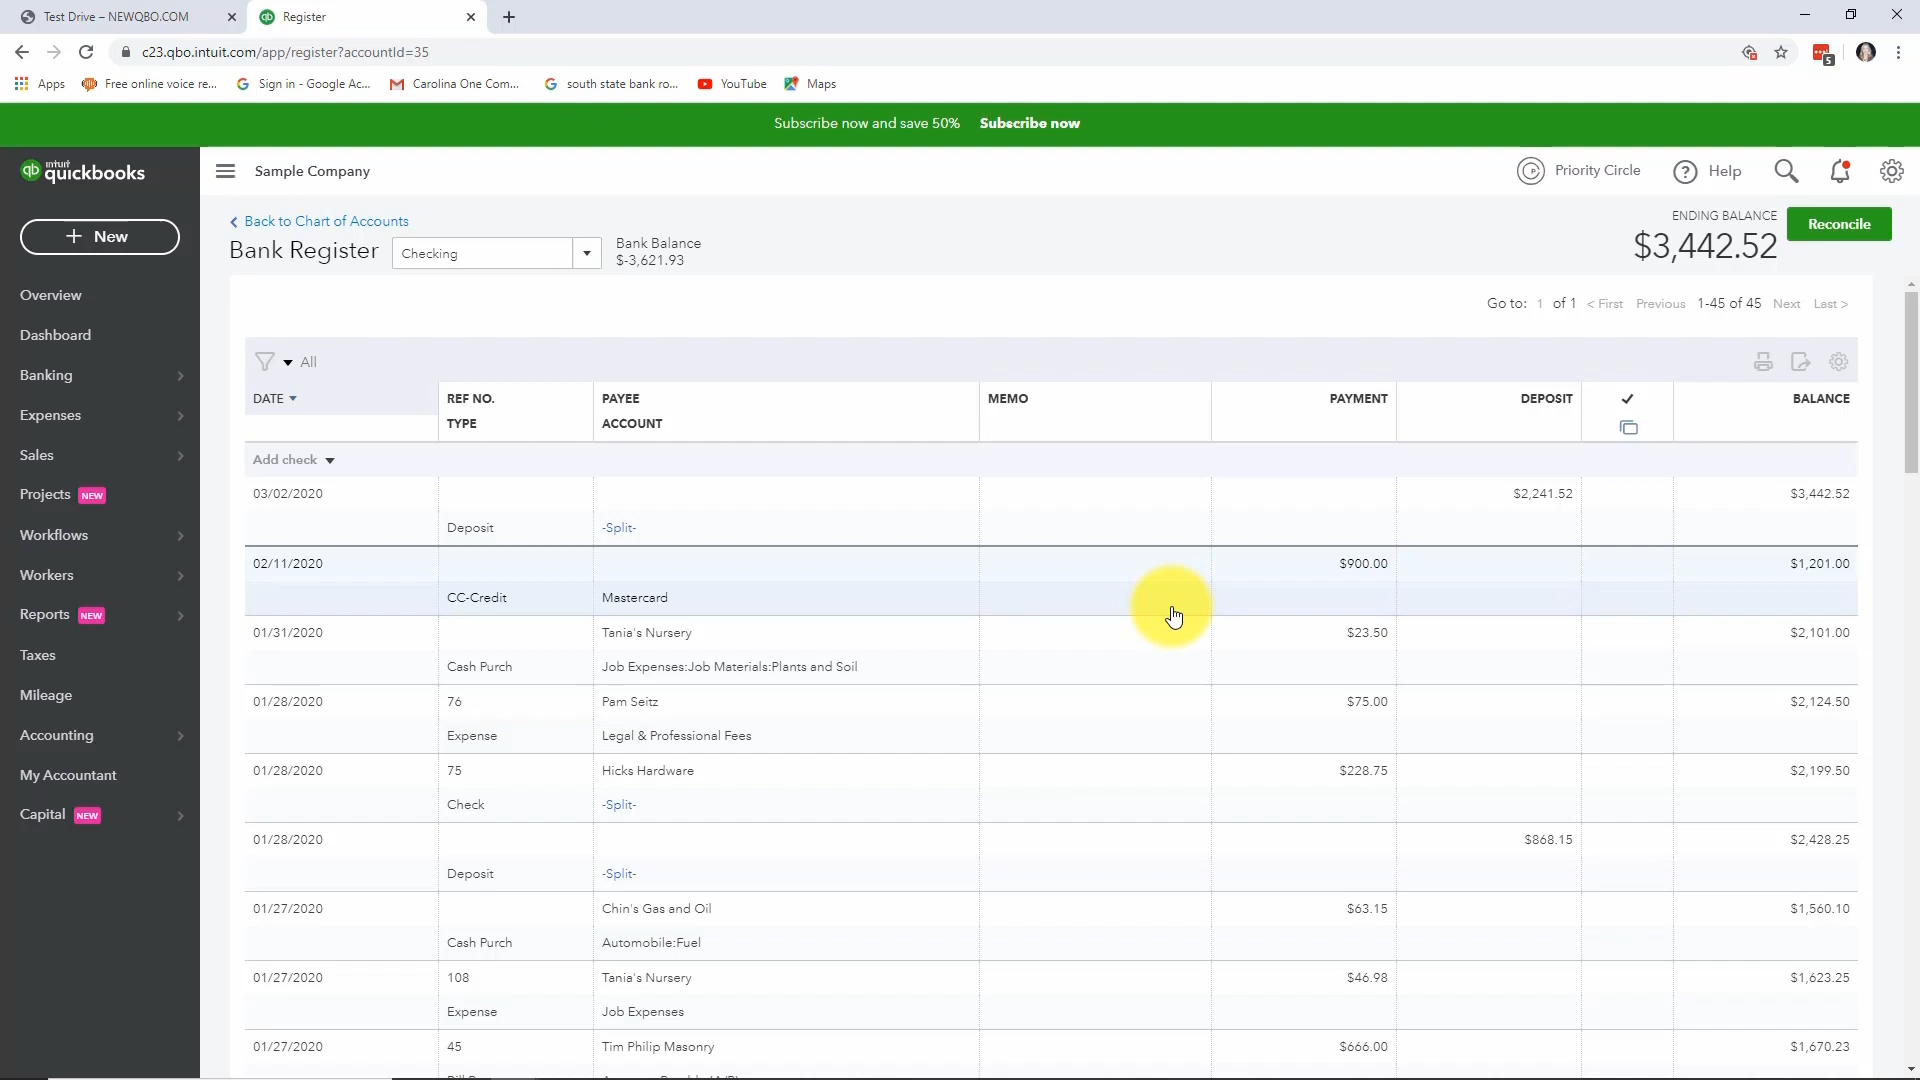 Test Drive – NEWQBO.COM
Register
c23.qbo.intuit.com/app/register?accountId=35
5
Apps
Free online voice re...
Sign in - Google Ac...
Carolina One Com...
south state bank ro...
YouTube
Maps
Subscribe now and save 50% Subscribe now
qb intuit quickbooks
Sample Company
Priority Circle
Help
+ New
Overview
Dashboard
Banking
Expenses
Sales
Projects NEW
Workflows
Workers
Reports NEW
Taxes
Mileage
Accounting
My Accountant
Capital NEW
< Back to Chart of Accounts
Bank Register
Checking
Bank Balance
$-3,621.93
ENDING BALANCE
$3,442.52
Reconcile
Go to: 1 of 1 < First Previous 1-45 of 45 Next Last >
All
DATE REF NO. PAYEE MEMO PAYMENT DEPOSIT ✓ BALANCE
TYPE ACCOUNT
Add check
03/02/2020 $2,241.52 $3,442.52
Deposit -Split-
02/11/2020 $900.00 $1,201.00
CC-Credit Mastercard
01/31/2020 Tania's Nursery $23.50 $2,101.00
Cash Purch Job Expenses:Job Materials:Plants and Soil
01/28/2020 76 Pam Seitz $75.00 $2,124.50
Expense Legal & Professional Fees
01/28/2020 75 Hicks Hardware $228.75 $2,199.50
Check -Split-
01/28/2020 $868.15 $2,428.25
Deposit -Split-
01/27/2020 Chin's Gas and Oil $63.15 $1,560.10
Cash Purch Automobile:Fuel
01/27/2020 108 Tania's Nursery $46.98 $1,623.25
Expense Job Expenses
01/27/2020 45 Tim Philip Masonry $666.00 $1,670.23